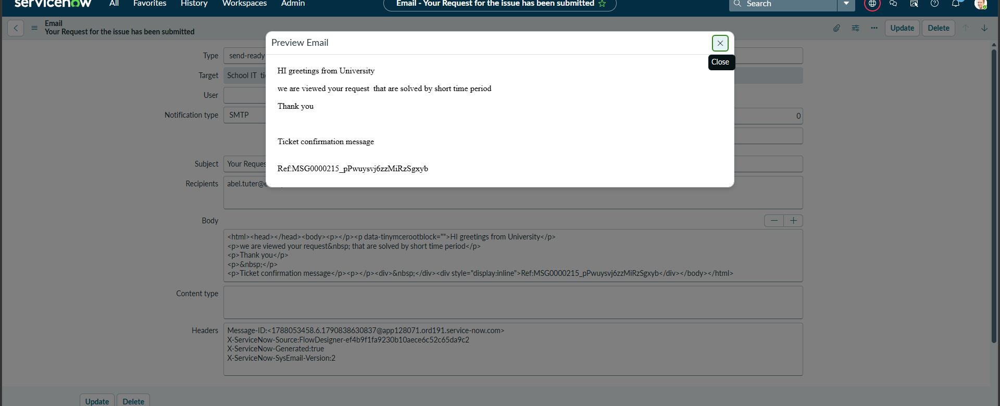 servicenow All Favorites History Workspaces Admin Email - Your Request for the issue has been submitted Search
Email
Your Request for the issue has been submitted
Update Delete
Preview Email
Close
HI greetings from University
we are viewed your request  that are solved by short time period
Thank you
Ticket confirmation message
Ref:MSG0000215_pPwuysvj6zzMiRzSgxyb
Type send-ready
Target School IT
User
Notification type SMTP 0
Subject Your Reques
Recipients abel.tuter@
Body
<html><head></head><body><p></p><p data-tinymcerootblock="">HI greetings from University</p>
<p>we are viewed your request&nbsp; that are solved by short time period</p>
<p>Thank you</p>
<p>&nbsp;</p>
<p>Ticket confirmation message</p><p></p><div>&nbsp;</div><div style="display:inline">Ref:MSG0000215_pPwuysvj6zzMiRzSgxyb</div></body></html>
Content type
Headers
Message-ID:<1788053458.6.1790838630837@app128071.ord191.service-now.com>
X-ServiceNow-Source:FlowDesigner-ef4b9f1fa9230b10aece6c52c65da9c2
X-ServiceNow-Generated:true
X-ServiceNow-SysEmail-Version:2
Update Delete